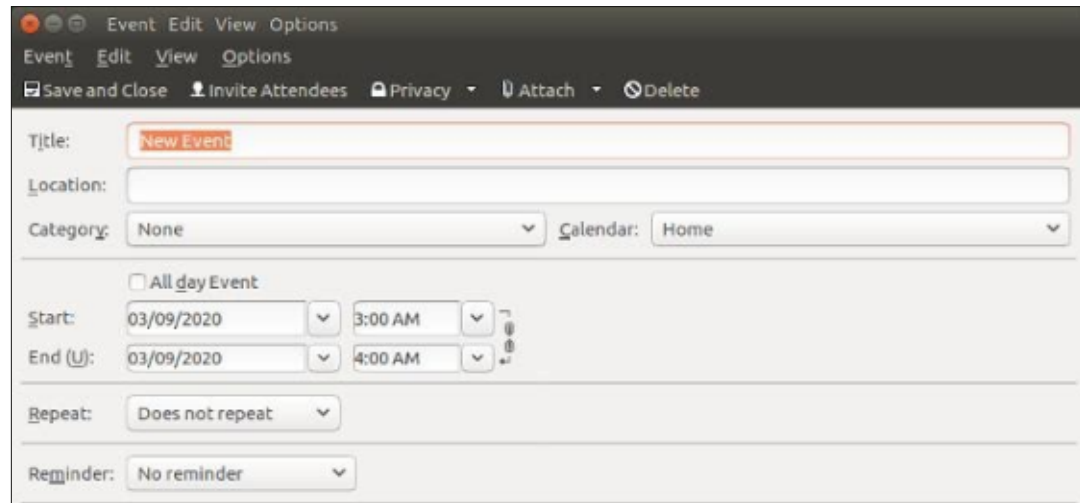 Event Edit View Options
Event Edit View Options
Save and Close Invite Attendees Privacy Attach Delete
Title: New Event
Location:
Category: None Calendar: Home
All day Event
Start: 03/09/2020 3:00 AM
End (U): 03/09/2020 4:00 AM
Repeat: Does not repeat
Reminder: No reminder